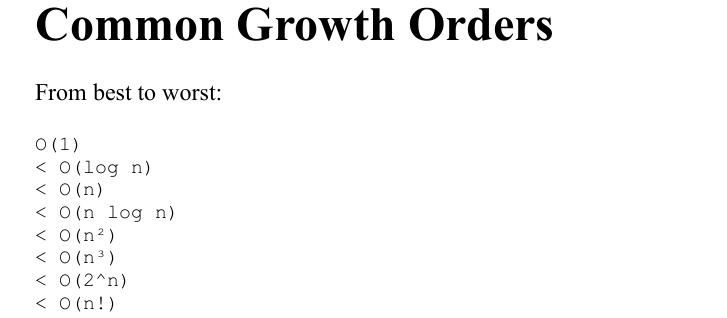 Common Growth Orders
From best to worst:
O(1)
< O(log n)
< O(n)
< O(n log n)
< O(n²)
< O(n³)
< O(2^n)
< O(n!)